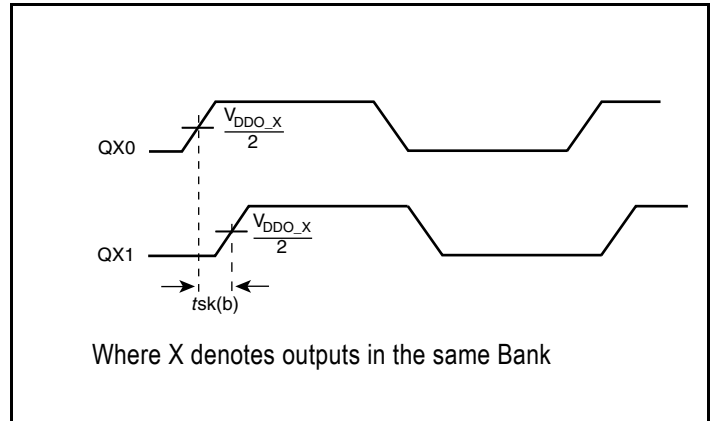 QX0
V_DDO_X
2
QX1
V_DDO_X
2
tsk(b)
Where X denotes outputs in the same Bank